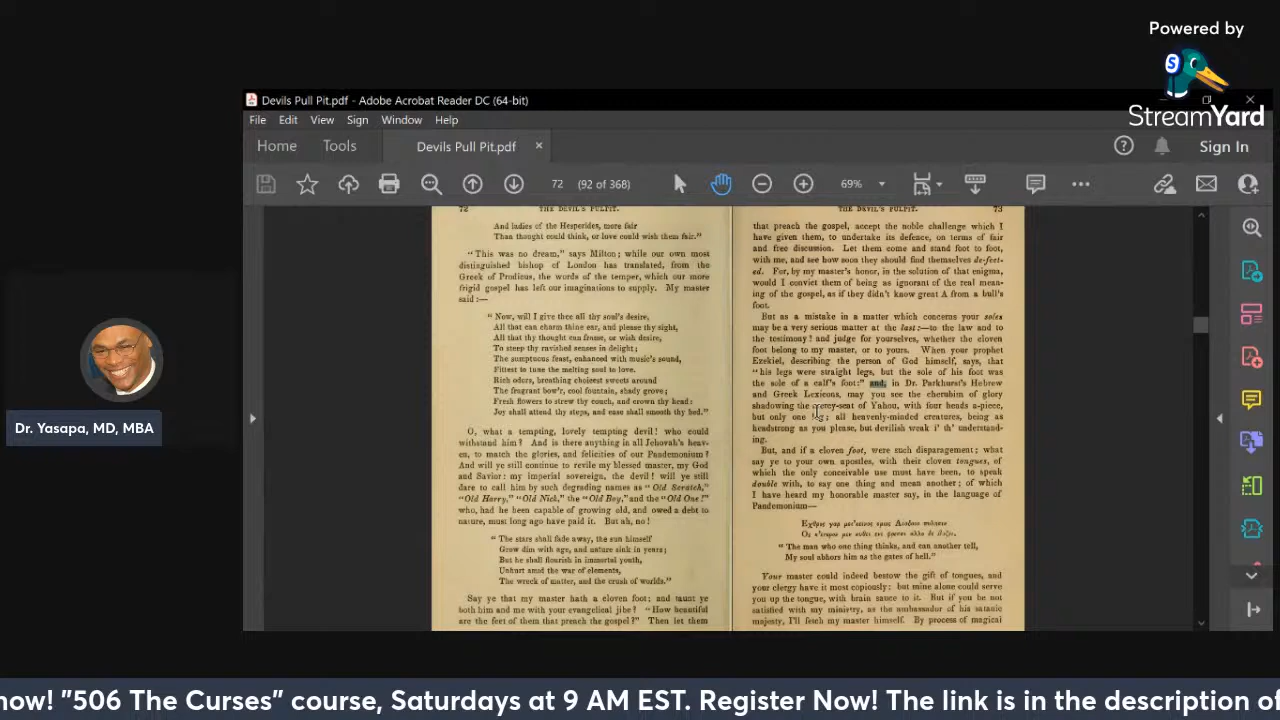 Powered by
StreamYard
Devils Pull Pit.pdf - Adobe Acrobat Reader DC (64-bit)
File Edit View Sign Window Help
Home Tools Devils Pull Pit.pdf × Sign In
72 (92 of 368) 69%
72 THE DEVIL'S PULPIT.
And ladies of the Hesperides, more fair
Than thought could think, or love could wish them fair."
"This was no dream," says Milton; while our own most
distinguished bishop of London has translated, from the
Greek of Prodicus, the words of the temper, which our more
frigid gospel has left our imaginations to supply. My master
said:—
"Now, will I give thee all thy soul's desire,
All that can charm thine ear, and please thy sight,
All that thy thought can frame, or wish desire,
To steep thy ravished senses in delight;
The sumptuous feast, enhanced with music's sound,
Fittest to tune the melting soul to love.
Rich odors, breathing choicest sweets around
The fragrant bow'r, cool fountain, shady grove;
Fresh flowers to strew thy couch, and crown thy head:
Joy shall attend thy steps, and ease shall smooth thy bed."
O, what a tempting, lovely tempting devil! who could
withstand him? And is there anything in all Jehovah's heav-
en, to match the glories, and felicities of our Pandemonium?
And will ye still continue to revile my blessed master, my God
and Savior: my imperial sovereign, the devil! will ye still
dare to call him by such degrading names as "Old Scratch,"
"Old Harry," "Old Nick," the "Old Boy," and the "Old One!"
who, had he been capable of growing old, and owed a debt to
nature, must long ago have paid it. But ah, no!
"The stars shall fade away, the sun himself
Grow dim with age, and nature sink in years;
But he shall flourish in immortal youth,
Unhurt amid the war of elements,
The wreck of matter, and the crush of worlds."
Say ye that my master hath a cloven foot; and taunt ye
both him and me with your evangelical jibe? "How beautiful
are the feet of them that preach the gospel?" Then let them
THE DEVIL'S PULPIT. 73
that preach the gospel, accept the noble challenge which I
have given them, to undertake its defence, on terms of fair
and free discussion. Let them come and stand foot to foot,
with me, and see how soon they should find themselves de-feet-
ed. For, by my master's honor, in the solution of that enigma,
would I convict them of being as ignorant of the real mean-
ing of the gospel, as if they didn't know great A from a bull's
foot.
But as a mistake in a matter which concerns your soles
may be a very serious matter at the last:—to the law and to
the testimony! and judge for yourselves, whether the cloven
foot belong to my master, or to yours. When your prophet
Ezekiel, describing the person of God himself, says, that
"his legs were straight legs, but the sole of his foot was
the sole of a calf's foot:" and, in Dr. Parkhurst's Hebrew
and Greek Lexicons, may you see the cherubim of glory
shadowing the mercy-seat of Yahou, with four heads a-piece,
but only one leg; all heavenly-minded creatures, being as
headstrong as you please, but devilish weak i' th' understand-
ing.
But, and if a cloven foot, were such disparagement; what
say ye to your own apostles, with their cloven tongues, of
which the only conceivable use must have been, to speak
double with, to say one thing and mean another; of which
I have heard my honorable master say, in the language of
Pandemonium—
"The man who one thing thinks, and can another tell,
My soul abhors him as the gates of hell."
Your master could indeed bestow the gift of tongues, and
your clergy have it most copiously: but mine alone could serve
you up the tongue, with brain sauce to it. But if you be not
satisfied with my ministry, as the ambassador of his satanic
majesty, I'll fetch my master himself. By process of magical
Dr. Yasapa, MD, MBA
now! "506 The Curses" course, Saturdays at 9 AM EST. Register Now! The link is in the description of